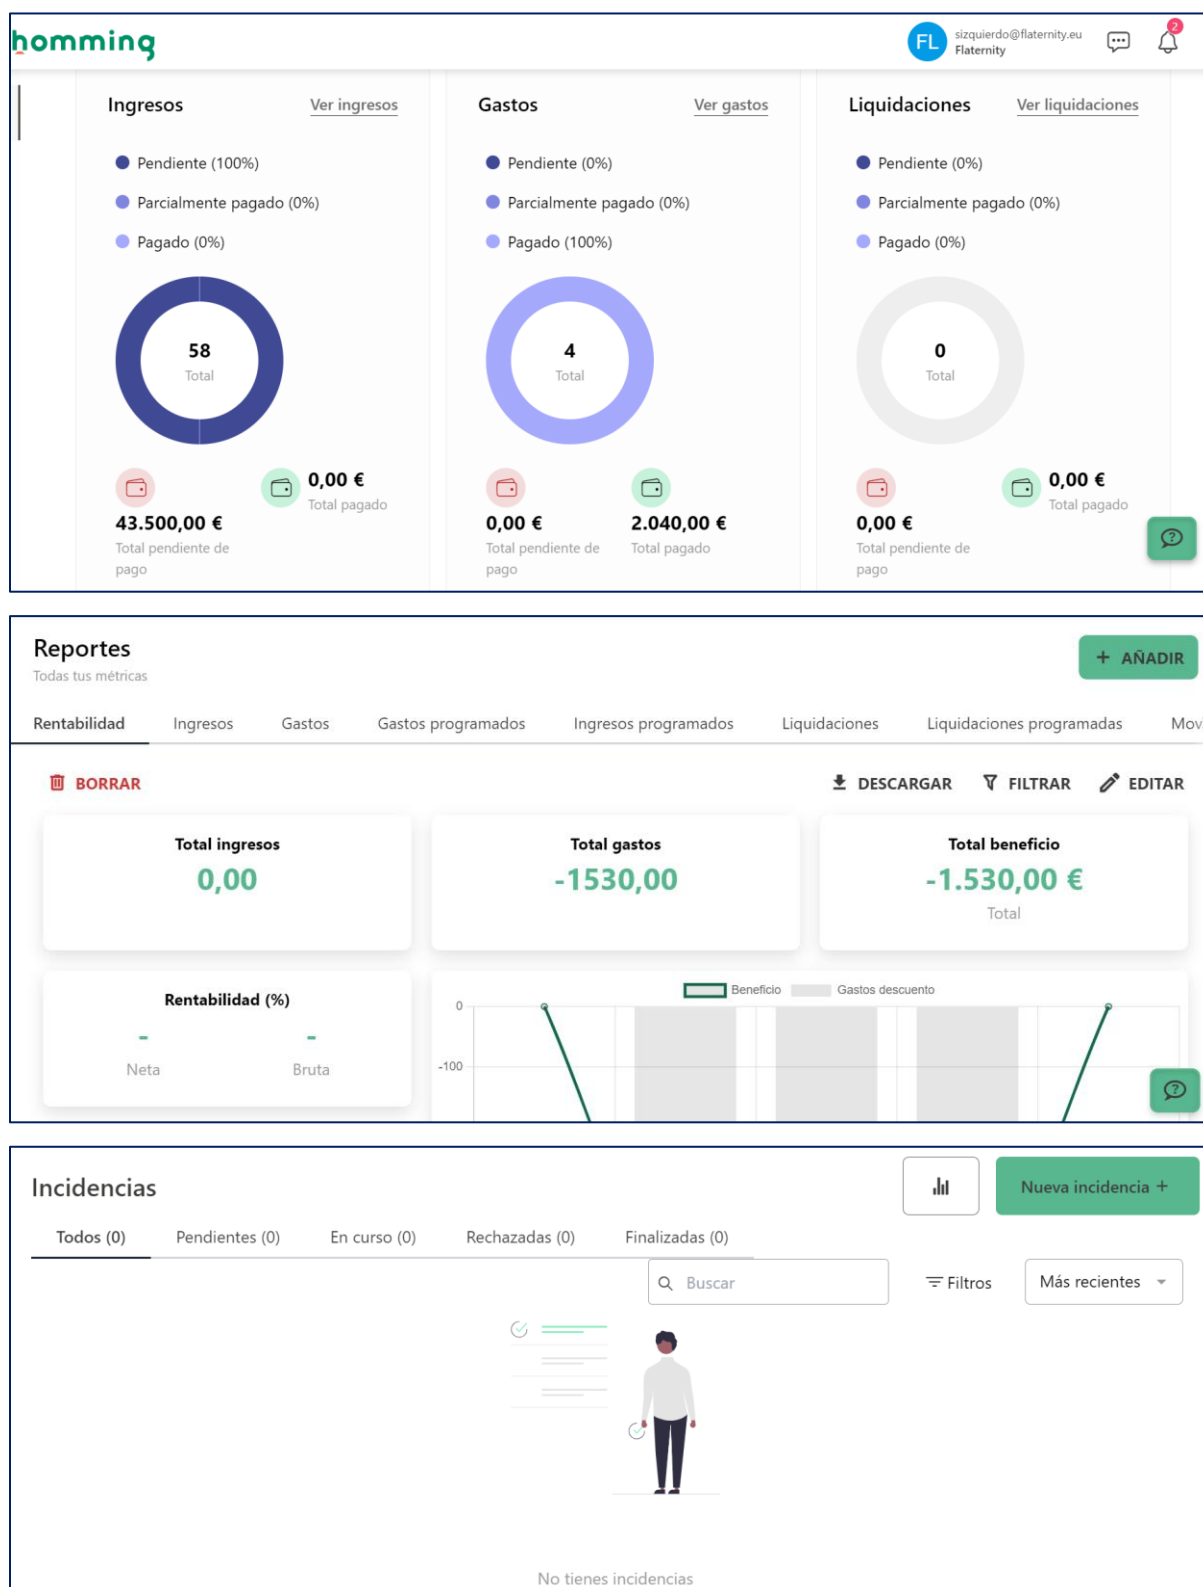 homming
FL
sizquierdo@flaternity.eu
Flaternity
2
Ingresos
Ver ingresos
Pendiente (100%)
Parcialmente pagado (0%)
Pagado (0%)
58
Total
43.500,00 €
Total pendiente de
pago
0,00 €
Total pagado
Gastos
Ver gastos
Pendiente (0%)
Parcialmente pagado (0%)
Pagado (100%)
4
Total
0,00 €
Total pendiente de
pago
2.040,00 €
Total pagado
Liquidaciones
Ver liquidaciones
Pendiente (0%)
Parcialmente pagado (0%)
Pagado (0%)
0
Total
0,00 €
Total pendiente de
pago
0,00 €
Total pagado
?
Reportes
Todas tus métricas
+ AÑADIR
Rentabilidad Ingresos Gastos Gastos programados Ingresos programados Liquidaciones Liquidaciones programadas Mov
BORRAR
DESCARGAR FILTRAR EDITAR
Total ingresos
0,00
Total gastos
-1530,00
Total beneficio
-1.530,00 €
Total
Rentabilidad (%)
- -
Neta Bruta
Beneficio Gastos descuento
0
-100
?
Incidencias
Nueva incidencia +
Todos (0) Pendientes (0) En curso (0) Rechazadas (0) Finalizadas (0)
Buscar
Filtros
Más recientes
No tienes incidencias